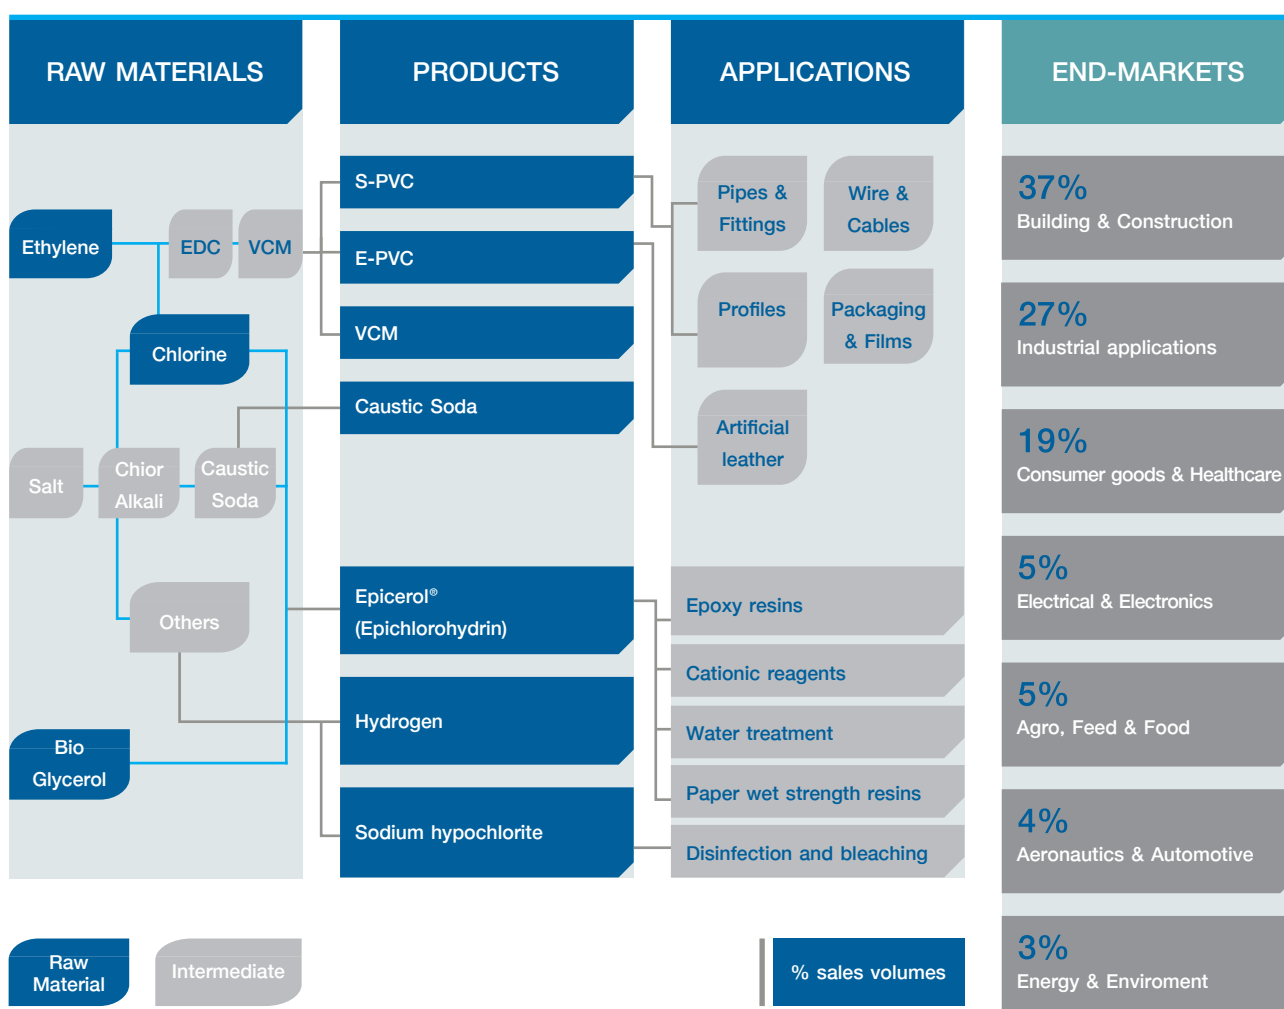 RAW MATERIALS
PRODUCTS
APPLICATIONS
END-MARKETS
Ethylene
EDC
VCM
Chlorine
Salt
Chior
Alkali
Caustic
Soda
Others
Bio
Glycerol
S-PVC
E-PVC
VCM
Caustic Soda
Epicerol®
(Epichlorohydrin)
Hydrogen
Sodium hypochlorite
Pipes &
Fittings
Wire &
Cables
Profiles
Packaging
& Films
Artificial
leather
Epoxy resins
Cationic reagents
Water treatment
Paper wet strength resins
Disinfection and bleaching
37%
Building & Construction
27%
Industrial applications
19%
Consumer goods & Healthcare
5%
Electrical & Electronics
5%
Agro, Feed & Food
4%
Aeronautics & Automotive
3%
Energy & Enviroment
Raw
Material
Intermediate
% sales volumes